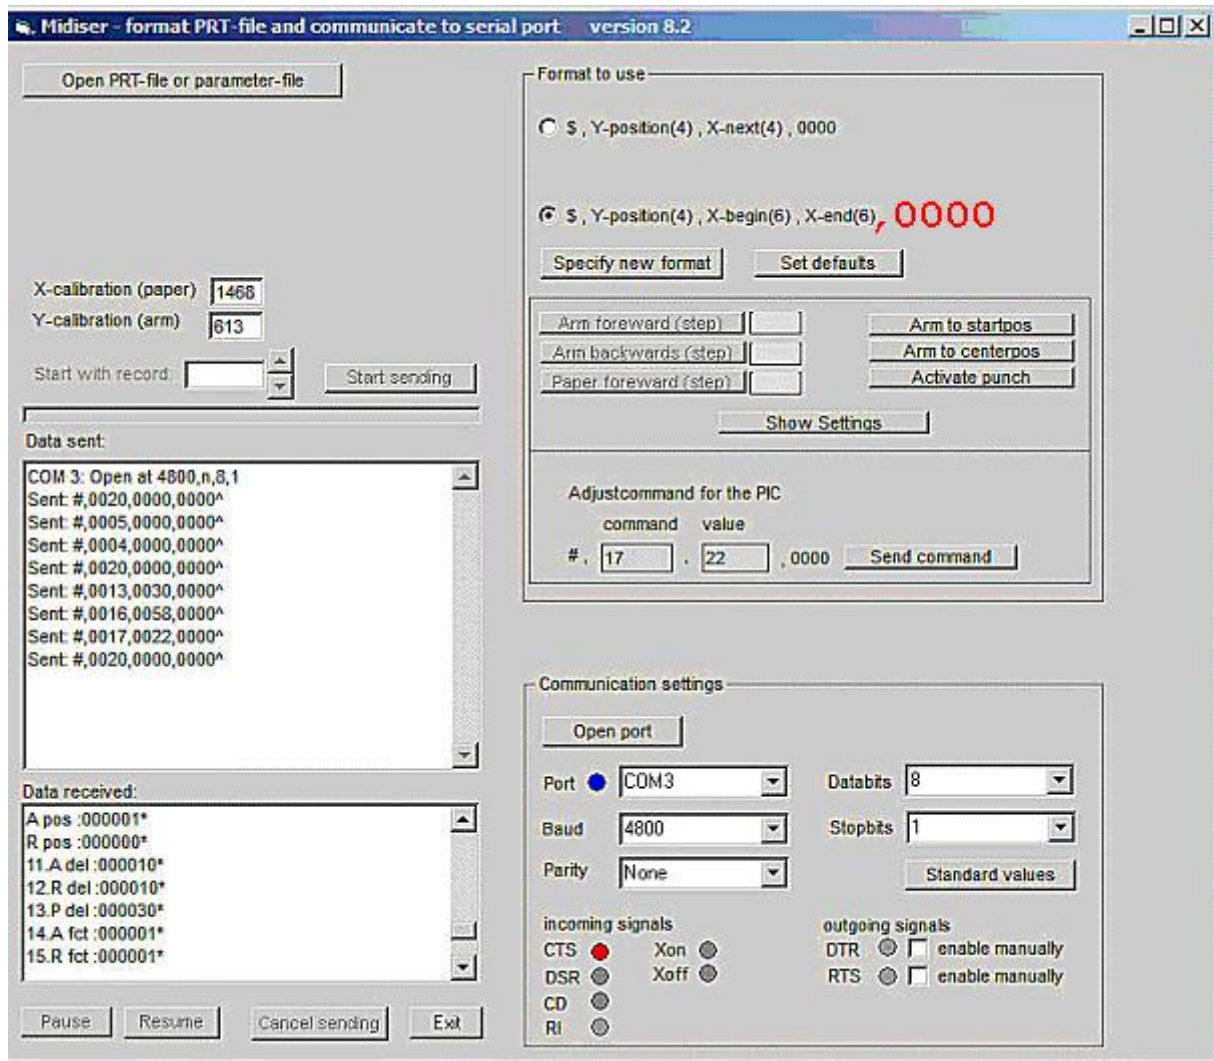 Midiser - format PRT-file and communicate to serial port version 8.2
Open PRT-file or parameter-file
X-calibration (paper) 1468
Y-calibration (arm) 613
Start with record:
Start sending
Data sent:
COM 3: Open at 4800,n,8,1
Sent: #,0020,0000,0000^
Sent: #,0005,0000,0000^
Sent: #,0004,0000,0000^
Sent: #,0020,0000,0000^
Sent: #,0013,0030,0000^
Sent: #,0016,0058,0000^
Sent: #,0017,0022,0000^
Sent: #,0020,0000,0000^
Data received:
A pos :000001*
R pos :000000*
11.A del :000010*
12.R del :000010*
13.P del :000030*
14.A fct :000001*
15.R fct :000001*
Pause Resume Cancel sending Exit
Format to use
$ , Y-position(4) , X-next(4) , 0000
$ , Y-position(4) , X-begin(6) , X-end(6) ,0000
Specify new format Set defaults
Arm foreward (step) Arm to startpos
Arm backwards (step) Arm to centerpos
Paper foreward (step) Activate punch
Show Settings
Adjustcommand for the PIC
command value
# , 17 , 22 , 0000 Send command
Communication settings
Open port
Port COM3 Databits 8
Baud 4800 Stopbits 1
Parity None Standard values
incoming signals outgoing signals
CTS Xon DTR enable manually
DSR Xoff RTS enable manually
CD
RI